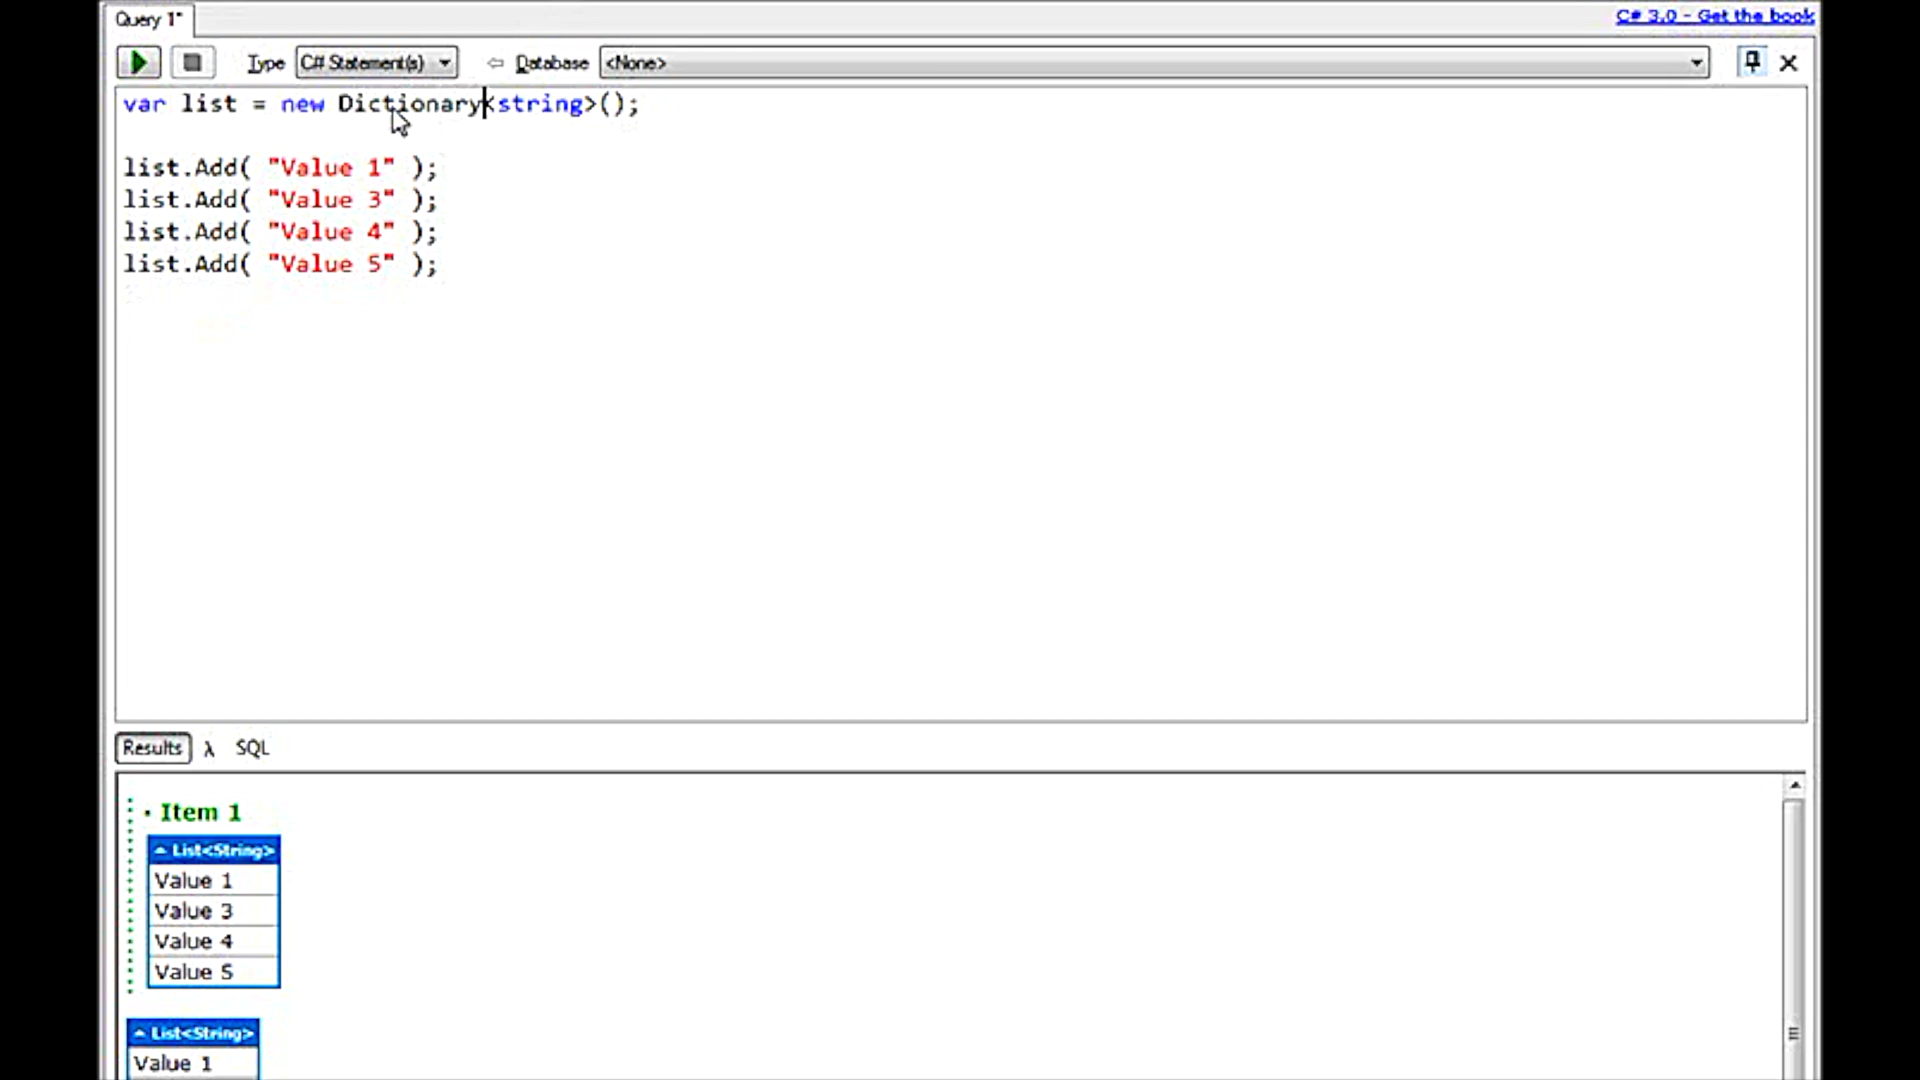 Query 1*
C# 3.0 - Get the book
Type C# Statement(s) Database <None>
var list = new Dictionary<string>();
list.Add( "Value 1" );
list.Add( "Value 3" );
list.Add( "Value 4" );
list.Add( "Value 5" );
Results λ SQL
Item 1
List<String>
Value 1
Value 3
Value 4
Value 5
List<String>
Value 1